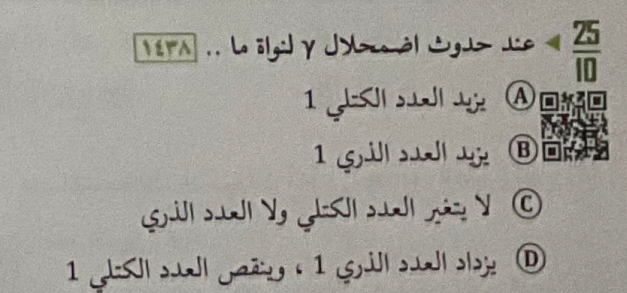 25/10 ◄ عند حدوث اضمحلال γ لنواة ما .. ١٤٣٨
A يزيد العدد الكتلي 1
B يزيد العدد الذري 1
C لا يتغير العدد الكتلي ولا العدد الذري
D يزداد العدد الذري 1 ، وينقص العدد الكتلي 1